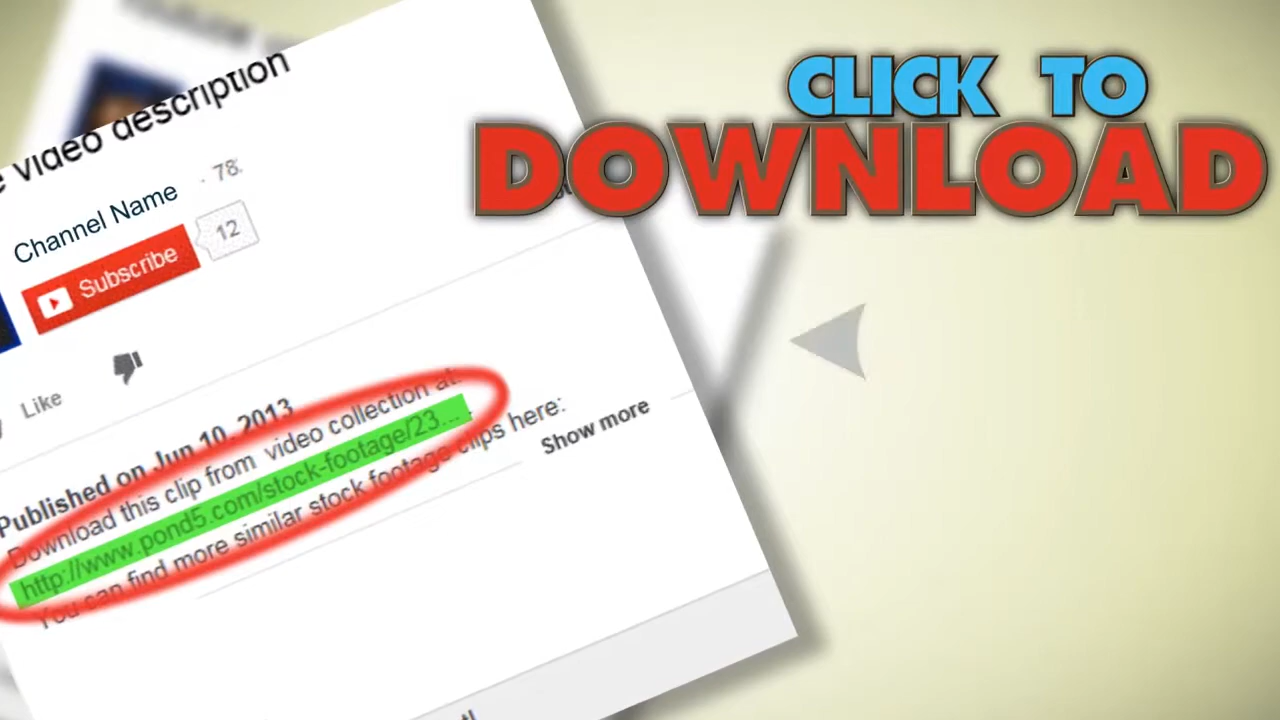 CLICK TO
DOWNLOAD
video description
Channel Name
Subscribe
12
Like
Published on Jun 10, 2013
Download this clip from video collection at:
http://www.pond5.com/stock-footage/23...
You can find more similar stock footage clips here:
Show more